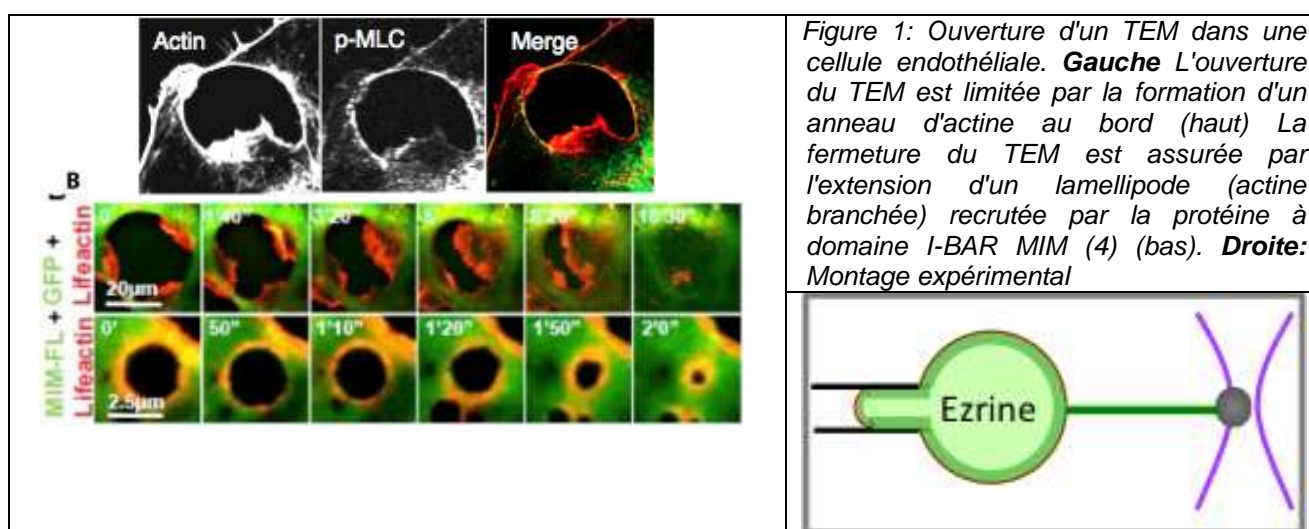 Actin p-MLC Merge
B
0' 1'40" 3'20" 5'
MIM-FL + GFP +
Lifeactin Lifeactin
20µm
0' 50" 1'10" 1'20" 1'50" 2'0"
2.5µm
Figure 1: Ouverture d'un TEM dans une
cellule endothéliale. Gauche L'ouverture
du TEM est limitée par la formation d'un
anneau d'actine au bord (haut) La
fermeture du TEM est assurée par
l'extension d'un lamellipode (actine
branchée) recrutée par la protéine à
domaine I-BAR MIM (4) (bas). Droite:
Montage expérimental
Ezrine